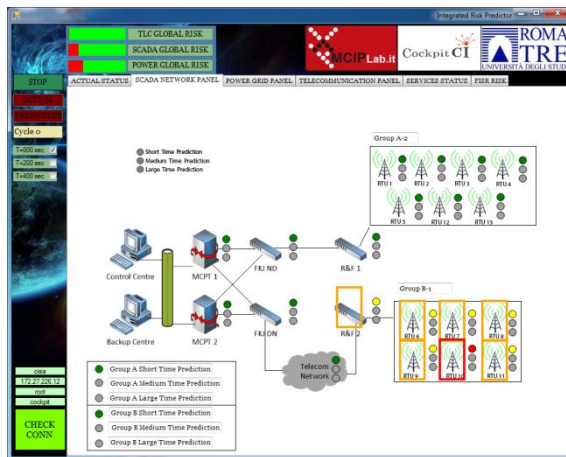 Integrated Risk Predictor
TLC GLOBAL RISK
SCADA GLOBAL RISK
POWER GLOBAL RISK
MCIPLab.it
CockpitCI
ROMA
TRE
UNIVERSITÀ DEGLI STUDI
STOP
ACTUAL STATUS
SCADA NETWORK PANEL
POWER GRID PANEL
TELECOMMUNICATION PANEL
SERVICES STATUS
FISR RISK
PREDICTION
Cycle 0
T=000 sec
T=200 sec
T=400 sec
Short Time Prediction
Medium Time Prediction
Large Time Prediction
Group A-2
RTU 1
RTU 2
RTU 3
RTU 4
RTU 5
RTU 12
RTU 13
Control Centre
MCPT 1
FIU ND
R&F 1
Group B-1
RTU 6
RTU 7
RTU 8
Backup Centre
MCPT 2
FIU DN
R&F 2
RTU 9
RTU 10
RTU 11
Telecom
Network
Group A Short Time Prediction
Group A Medium Time Prediction
Group A Large Time Prediction
Group B Short Time Prediction
Group B Medium Time Prediction
Group B Large Time Prediction
172.27.226.12
root
cockpit
CHECK
CONN